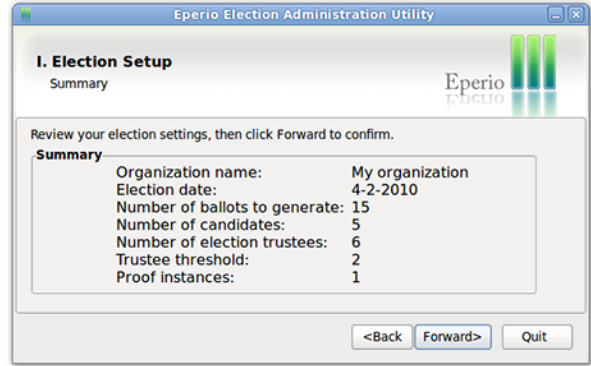 Eperio Election Administration Utility
I. Election Setup
Summary
Eperio
Review your election settings, then click Forward to confirm.
Summary
Organization name: My organization
Election date: 4-2-2010
Number of ballots to generate: 15
Number of candidates: 5
Number of election trustees: 6
Trustee threshold: 2
Proof instances: 1
<Back Forward> Quit